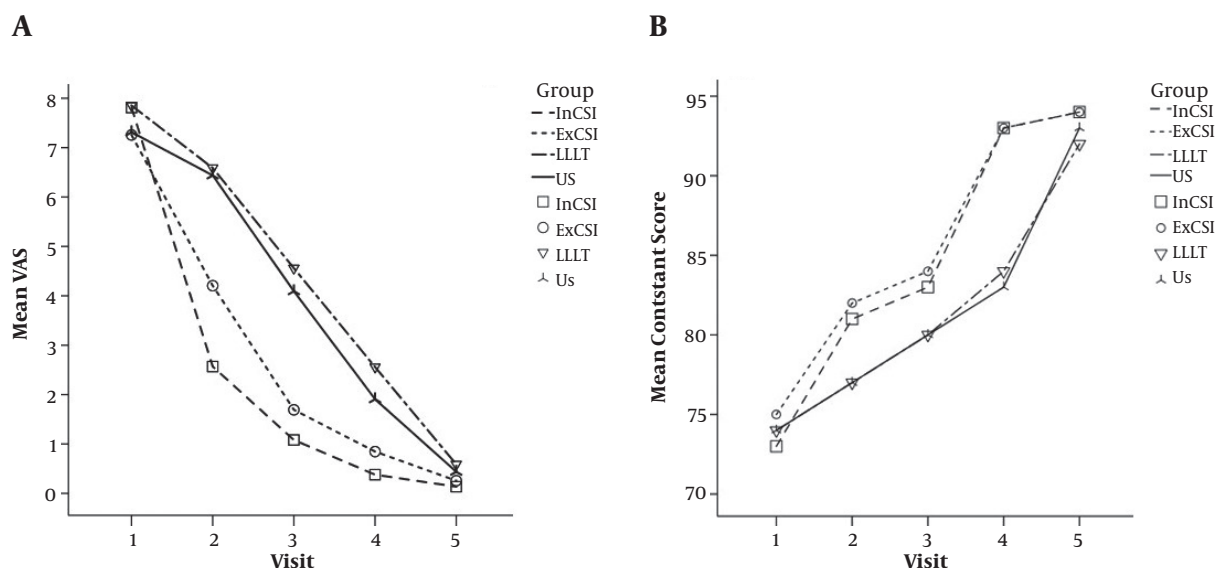 A
Mean VAS
8
7
6
5
4
3
2
1
0
1 2 3 4 5
Visit
Group
InCSI
ExCSI
LLLT
US
InCSI
ExCSI
LLLT
Us
B
Mean Contstant Score
95
90
85
80
75
70
1 2 3 4 5
Visit
Group
InCSI
ExCSI
LLLT
US
InCSI
ExCSI
LLLT
Us